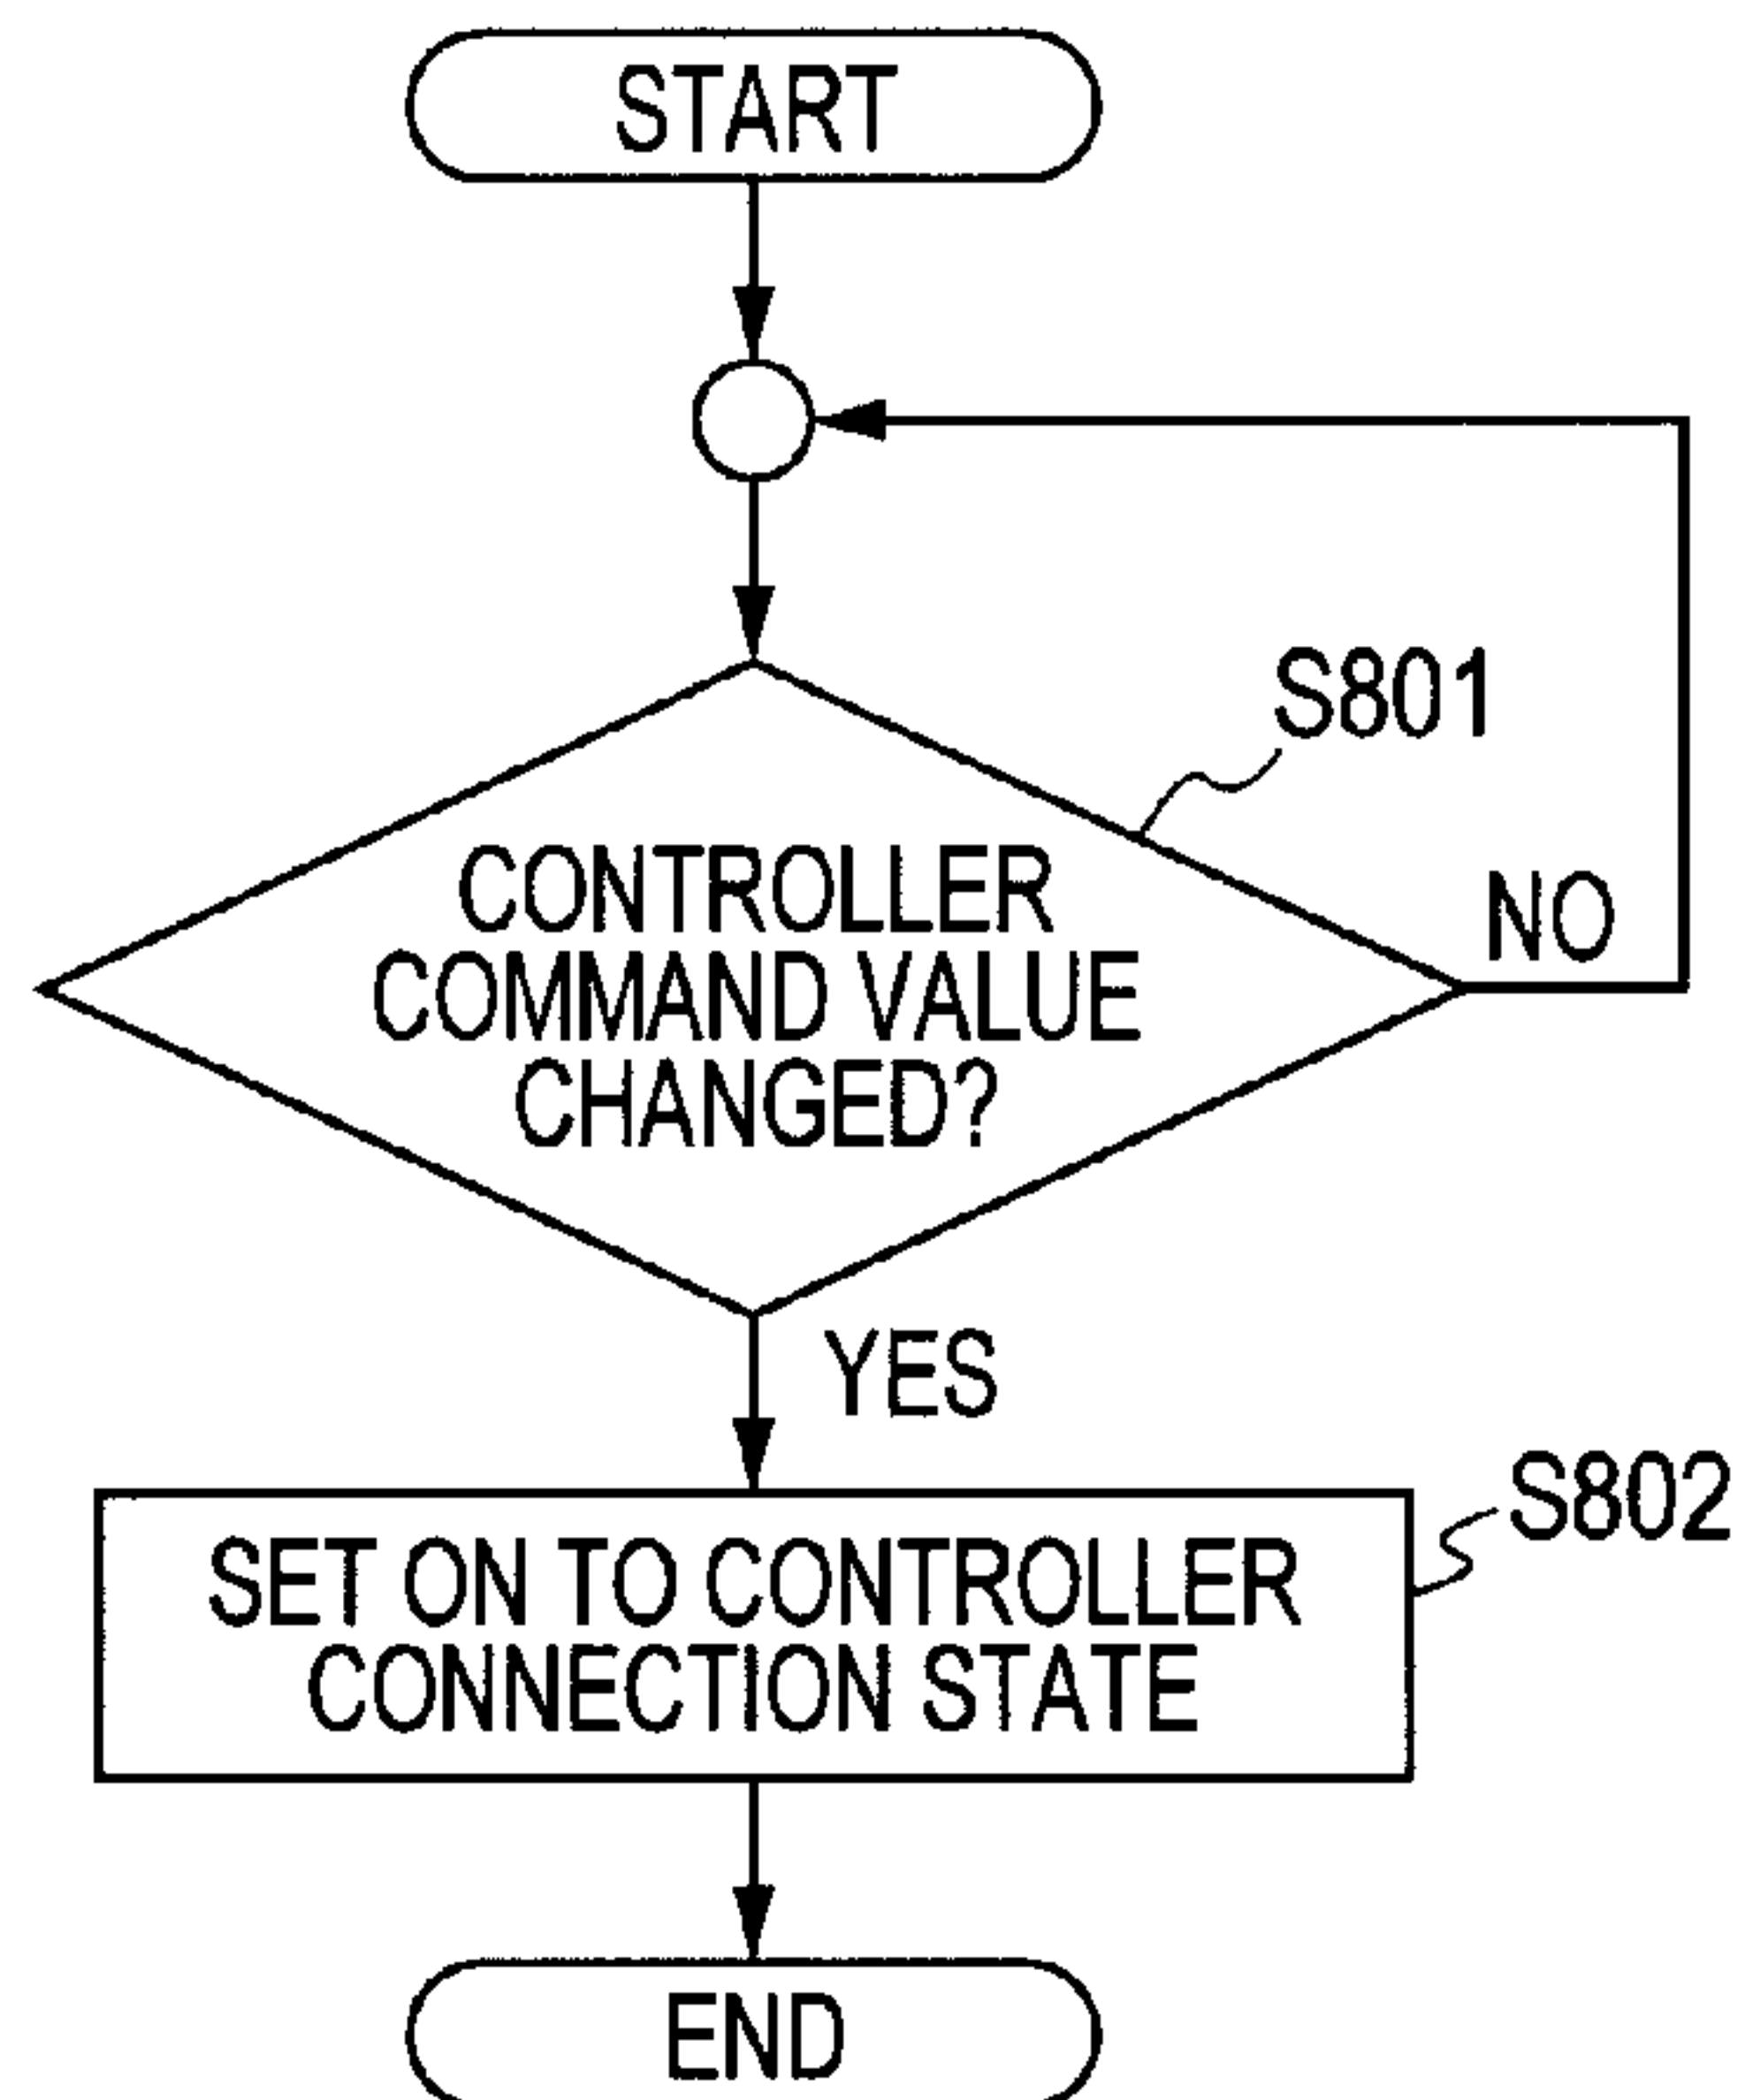 START
S801
CONTROLLER
COMMAND VALUE
CHANGED?
NO
YES
S802
SET ON TO CONTROLLER
CONNECTION STATE
END